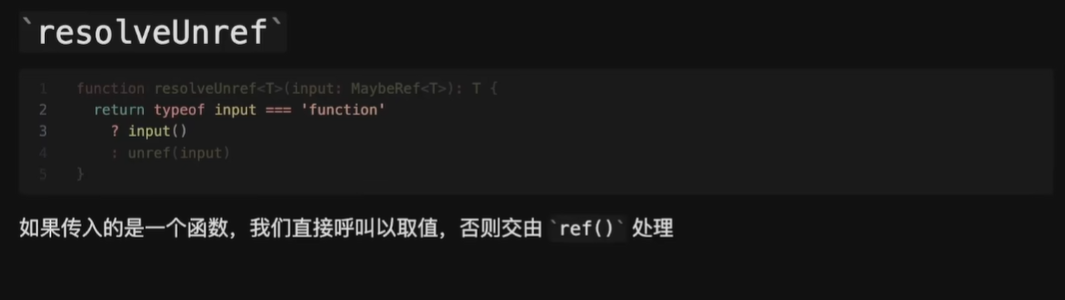 `resolveUnref`
1 function resolveUnref<T>(input: MaybeRef<T>): T {
2 return typeof input === 'function'
3 ? input()
4 : unref(input)
5 }
如果传入的是一个函数，我们直接呼叫以取值，否则交由 `ref()` 处理